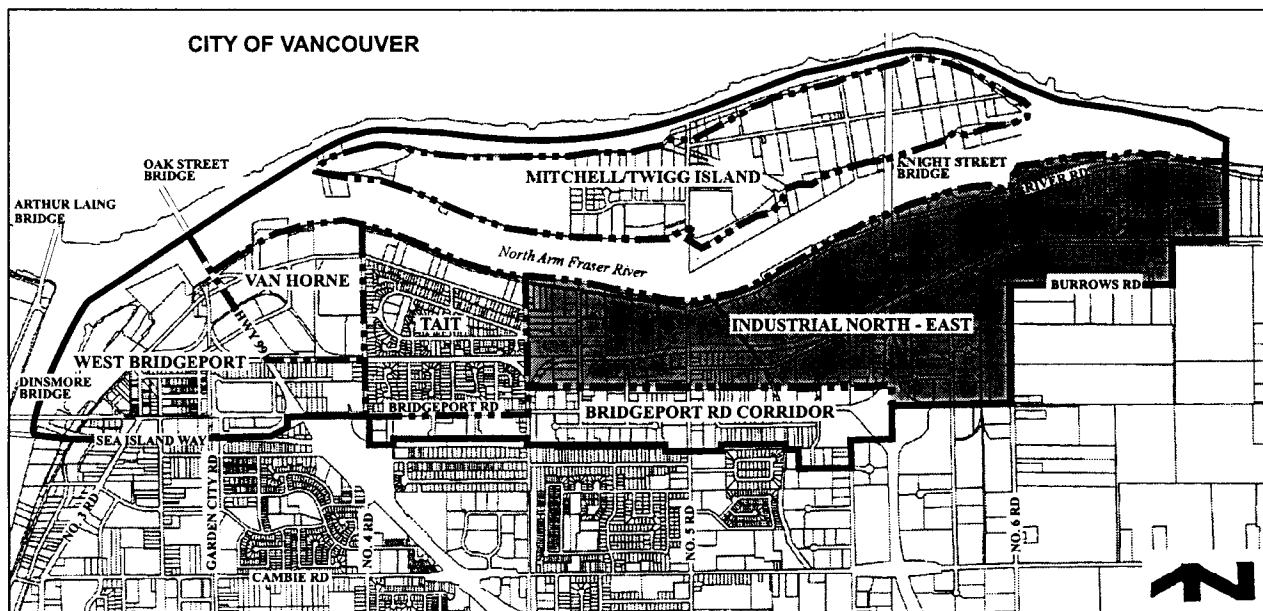 CITY OF VANCOUVER
OAK STREET
BRIDGE
ARTHUR LAING
BRIDGE
MITCHELL/TWIGG ISLAND
KNIGHT STREET
BRIDGE
RIVER RD
North Arm Fraser River
VAN HORNE
HWY 99
TAIT
BURROWS RD
INDUSTRIAL NORTH - EAST
WEST BRIDGEPORT
DINSMORE
BRIDGE
BRIDGEPORT RD
BRIDGEPORT RD CORRIDOR
SEA ISLAND WAY
GARDEN CITY RD
NO. 4 RD
NO. 5 RD
NO. 6 RD
CAMBIE RD